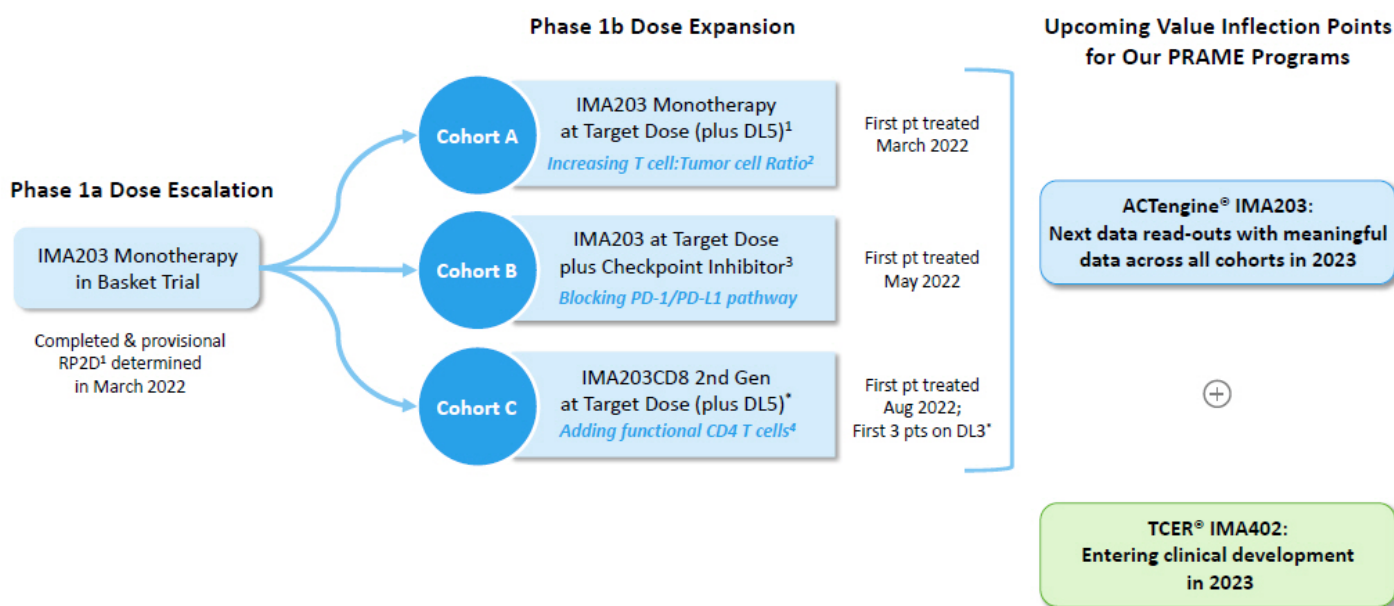 Phase 1b Dose Expansion
Upcoming Value Inflection Points
for Our PRAME Programs
Phase 1a Dose Escalation
IMA203 Monotherapy
in Basket Trial
Completed & provisional
RP2D¹ determined
in March 2022
Cohort A
IMA203 Monotherapy
at Target Dose (plus DL5)¹
Increasing T cell:Tumor cell Ratio²
First pt treated
March 2022
Cohort B
IMA203 at Target Dose
plus Checkpoint Inhibitor³
Blocking PD-1/PD-L1 pathway
First pt treated
May 2022
Cohort C
IMA203CD8 2nd Gen
at Target Dose (plus DL5)*
Adding functional CD4 T cells⁴
First pt treated
Aug 2022;
First 3 pts on DL3*
ACTengine® IMA203:
Next data read-outs with meaningful
data across all cohorts in 2023
+
TCER® IMA402:
Entering clinical development
in 2023